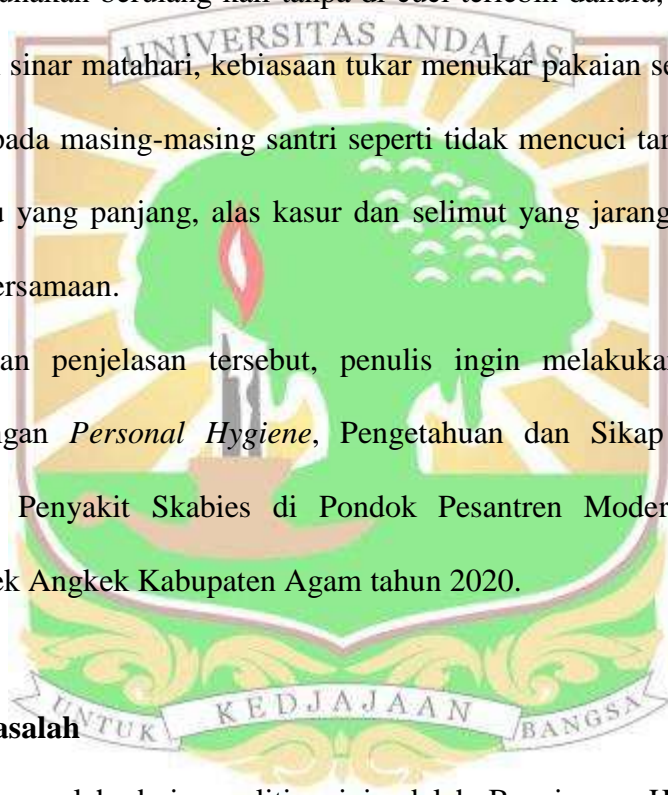 UNIVERSITAS ANDALAS
sinar matahari, kebiasaan tukar menukar pakaian se
pada masing-masing santri seperti tidak mencuci tan
u yang panjang, alas kasur dan selimut yang jarang
ersamaan.
an penjelasan tersebut, penulis ingin melakukan
ngan Personal Hygiene, Pengetahuan dan Sikap
Penyakit Skabies di Pondok Pesantren Moder
ek Angkek Kabupaten Agam tahun 2020.
asalah
UNTUK KEDJAJAAN BANGSA